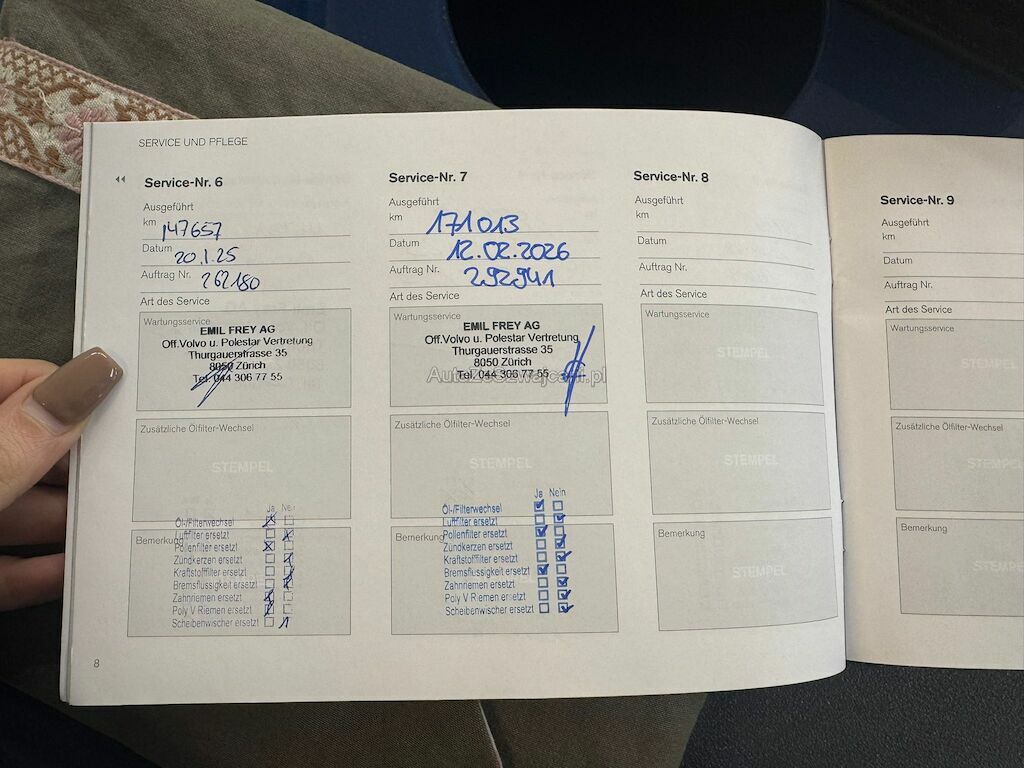 SERVICE UND PFLEGE
Service-Nr. 6
Ausgeführt
km 147657
Datum 20.1.25
Auftrag Nr. 262180
Art des Service
Wartungsservice
EMIL FREY AG
Off.Volvo u. Polestar Vertretung
Thurgauerstrasse 35
8050 Zürich
Tel. 044 306 77 55
Zusätzliche Ölfilter-Wechsel
STEMPEL
Bemerkung
Ja
Öl-/Filterwechsel
Luftfilter ersetzt
Pollenfilter ersetzt
Zündkerzen ersetzt
Kraftstofffilter ersetzt
Bremsflüssigkeit ersetzt
Zahnriemen ersetzt
Poly V Riemen ersetzt
Scheibenwischer ersetzt
8
Service-Nr. 7
Ausgeführt
km 171013
Datum 12.02.2026
Auftrag Nr. 292941
Art des Service
Wartungsservice
EMIL FREY AG
Off.Volvo u. Polestar Vertretung
Thurgauerstrasse 35
8050 Zürich
Tel. 044 306 77 55
AutaZeSzwajcarii.pl
Zusätzliche Ölfilter-Wechsel
STEMPEL
Bemerkung
Ja Nein
Öl-/Filterwechsel
Luftfilter ersetzt
Pollenfilter ersetzt
Zündkerzen ersetzt
Kraftstofffilter ersetzt
Bremsflüssigkeit ersetzt
Zahnriemen ersetzt
Poly V Riemen ersetzt
Scheibenwischer ersetzt
Service-Nr. 8
Ausgeführt
km
Datum
Auftrag Nr.
Art des Service
Wartungsservice
STEMPEL
Zusätzliche Ölfilter-Wechsel
STEMPEL
Bemerkung
STEMPEL
Service-Nr. 9
Ausgeführt
km
Datum
Auftrag Nr.
Art des Service
Wartungsservice
STEMPEL
Zusätzliche Ölfilter-Wechsel
Bemerkung